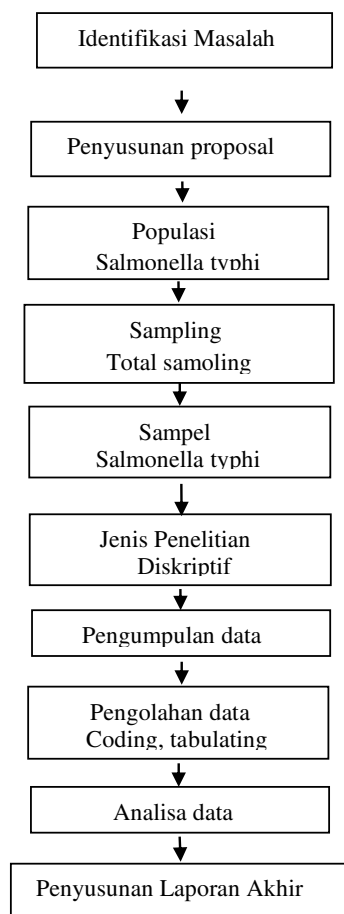 Identifikasi Masalah
Penyusunan proposal
Populasi
Salmonella typhi
Sampling
Total sampling
Sampel
Salmonella typhi
Jenis Penelitian
Diskriptif
Pengumpulan data
Pengolahan data
Coding, tabulating
Analisa data
Penyusunan Laporan Akhir